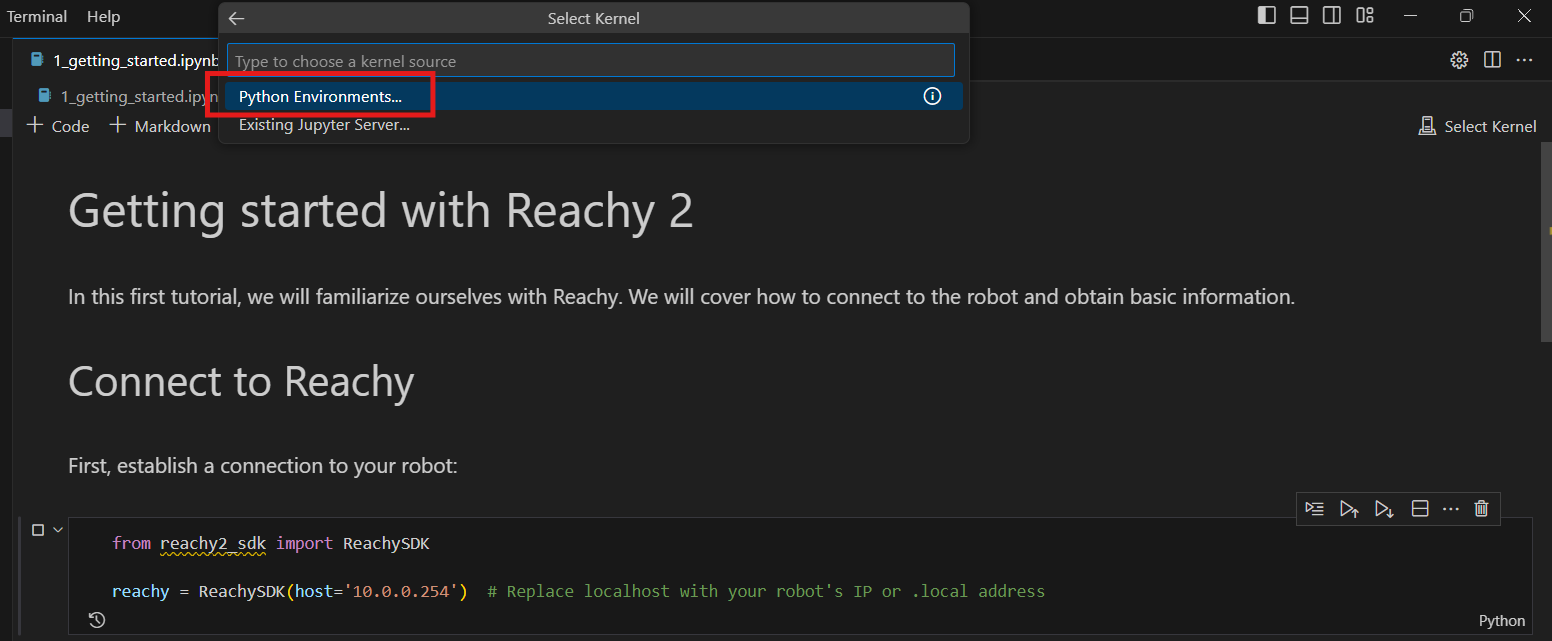 Terminal Help
Select Kernel
1_getting_started.ipynb
Type to choose a kernel source
1_getting_started.ipyn
Python Environments...
+ Code + Markdown
Existing Jupyter Server...
Select Kernel
Getting started with Reachy 2
In this first tutorial, we will familiarize ourselves with Reachy. We will cover how to connect to the robot and obtain basic information.
Connect to Reachy
First, establish a connection to your robot:
from reachy2_sdk import ReachySDK
reachy = ReachySDK(host='10.0.0.254') # Replace localhost with your robot's IP or .local address
Python